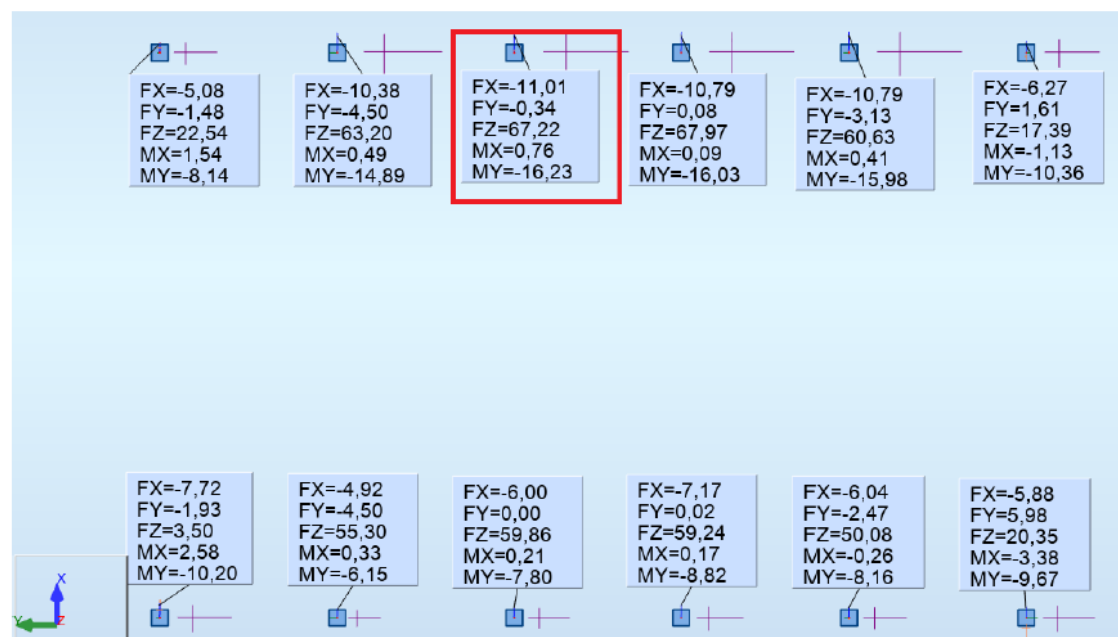 FX=-5,08
FY=-1,48
FZ=22,54
MX=1,54
MY=-8,14
FX=-10,38
FY=-4,50
FZ=63,20
MX=0,49
MY=-14,89
FX=-11,01
FY=-0,34
FZ=67,22
MX=0,76
MY=-16,23
FX=-10,79
FY=0,08
FZ=67,97
MX=0,09
MY=-16,03
FX=-10,79
FY=-3,13
FZ=60,63
MX=0,41
MY=-15,98
FX=-6,27
FY=1,61
FZ=17,39
MX=-1,13
MY=-10,36
FX=-7,72
FY=-1,93
FZ=3,50
MX=2,58
MY=-10,20
FX=-4,92
FY=-4,50
FZ=55,30
MX=0,33
MY=-6,15
FX=-6,00
FY=0,00
FZ=59,86
MX=0,21
MY=-7,80
FX=-7,17
FY=0,02
FZ=59,24
MX=0,17
MY=-8,82
FX=-6,04
FY=-2,47
FZ=50,08
MX=-0,26
MY=-8,16
FX=-5,88
FY=5,98
FZ=20,35
MX=-3,38
MY=-9,67
X
Y
Z